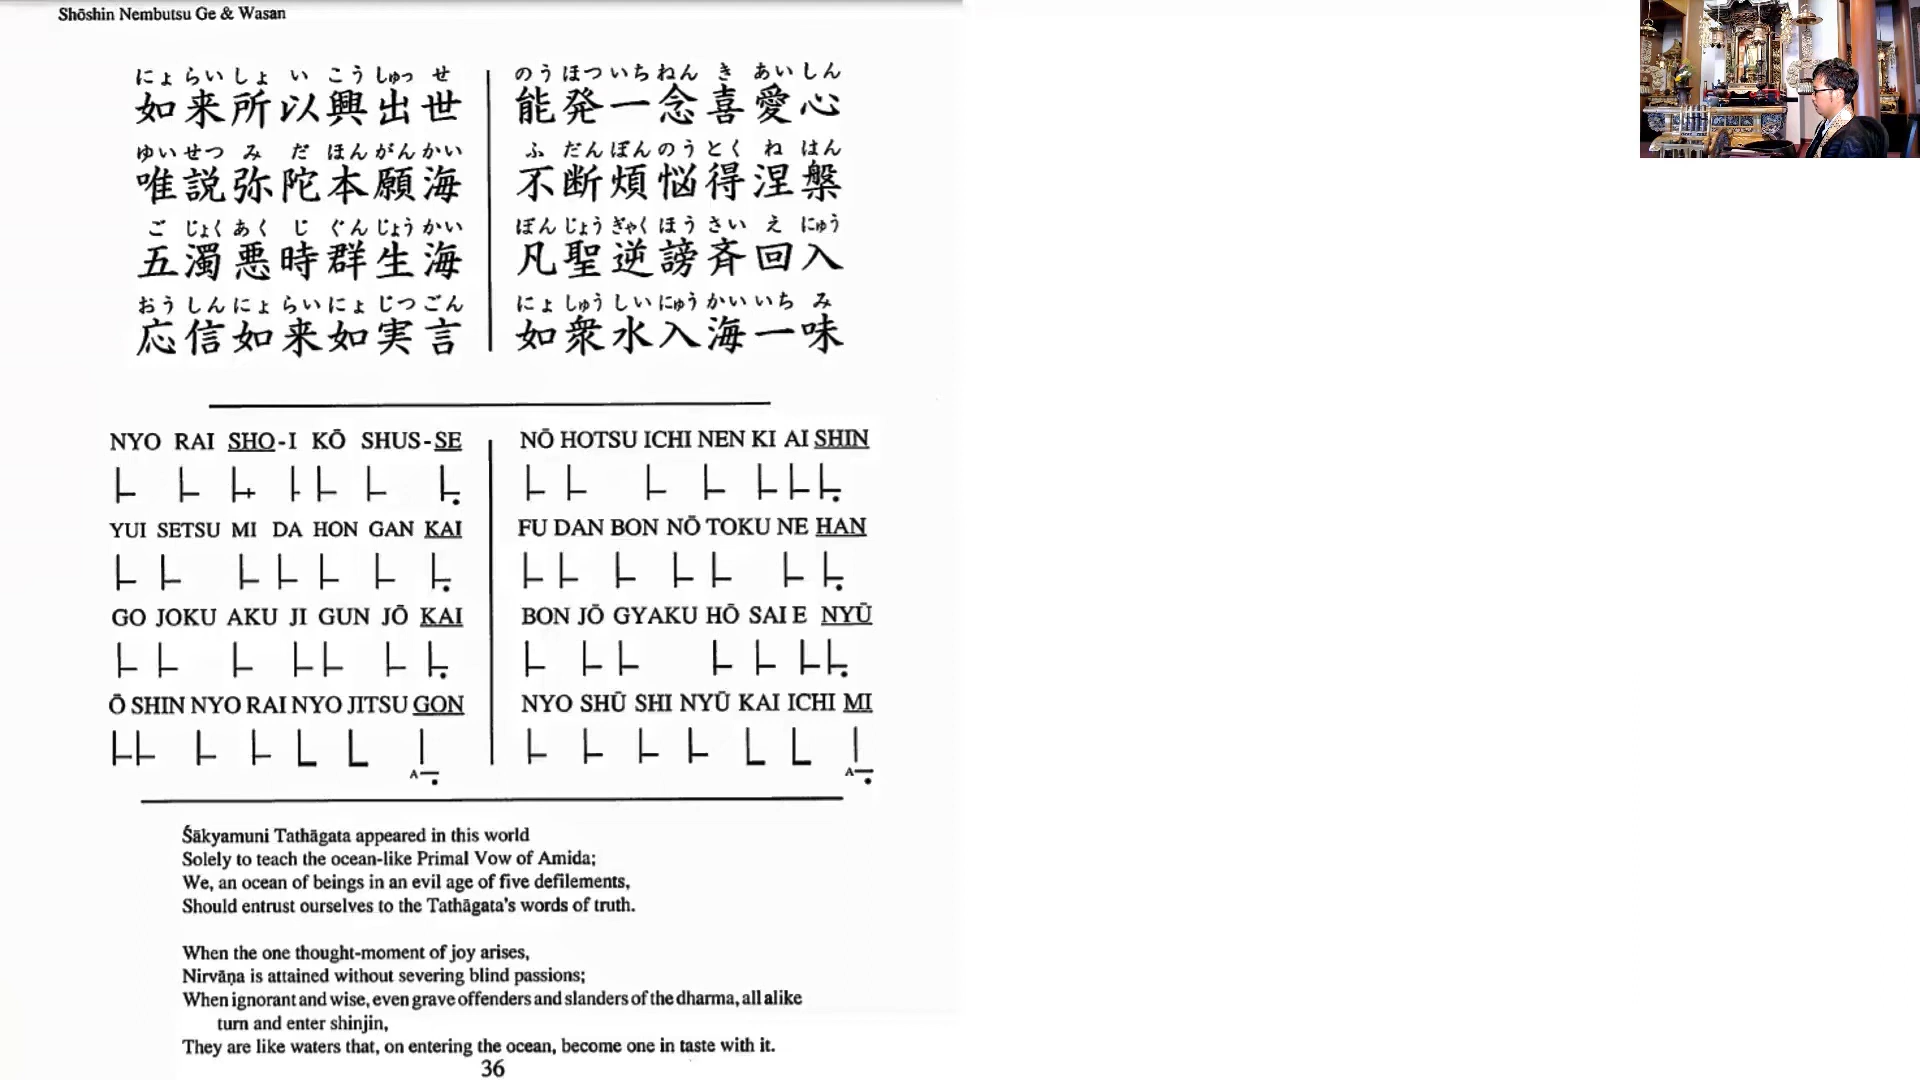 Shōshin Nembutsu Ge & Wasan
にょ らい しょ い こう しゅっ せ
如来所以興出世
ゆい せつ み だ ほん がん かい
唯説弥陀本願海
ご じょく あく じ ぐん じょう かい
五濁悪時群生海
おう しん にょ らい にょ じつ ごん
応信如来如実言
のう ほつ いち ねん き あい しん
能発一念喜愛心
ふ だん ぼん のう とく ね はん
不断煩悩得涅槃
ぼん じょう ぎゃく ほう さい え にゅう
凡聖逆謗斉回入
にょ しゅう しい にゅう かい いち み
如衆水入海一味
NYO RAI SHO-I KŌ SHUS-SE
YUI SETSU MI DA HON GAN KAI
GO JOKU AKU JI GUN JŌ KAI
Ō SHIN NYO RAI NYO JITSU GON
A
NŌ HOTSU ICHI NEN KI AI SHIN
FU DAN BON NŌ TOKU NE HAN
BON JŌ GYAKU HŌ SAI E NYŪ
NYO SHŪ SHI NYŪ KAI ICHI MI
A
Śākyamuni Tathāgata appeared in this world
Solely to teach the ocean-like Primal Vow of Amida;
We, an ocean of beings in an evil age of five defilements,
Should entrust ourselves to the Tathāgata's words of truth.
When the one thought-moment of joy arises,
Nirvāṇa is attained without severing blind passions;
When ignorant and wise, even grave offenders and slanders of the dharma, all alike
turn and enter shinjin,
They are like waters that, on entering the ocean, become one in taste with it.
36